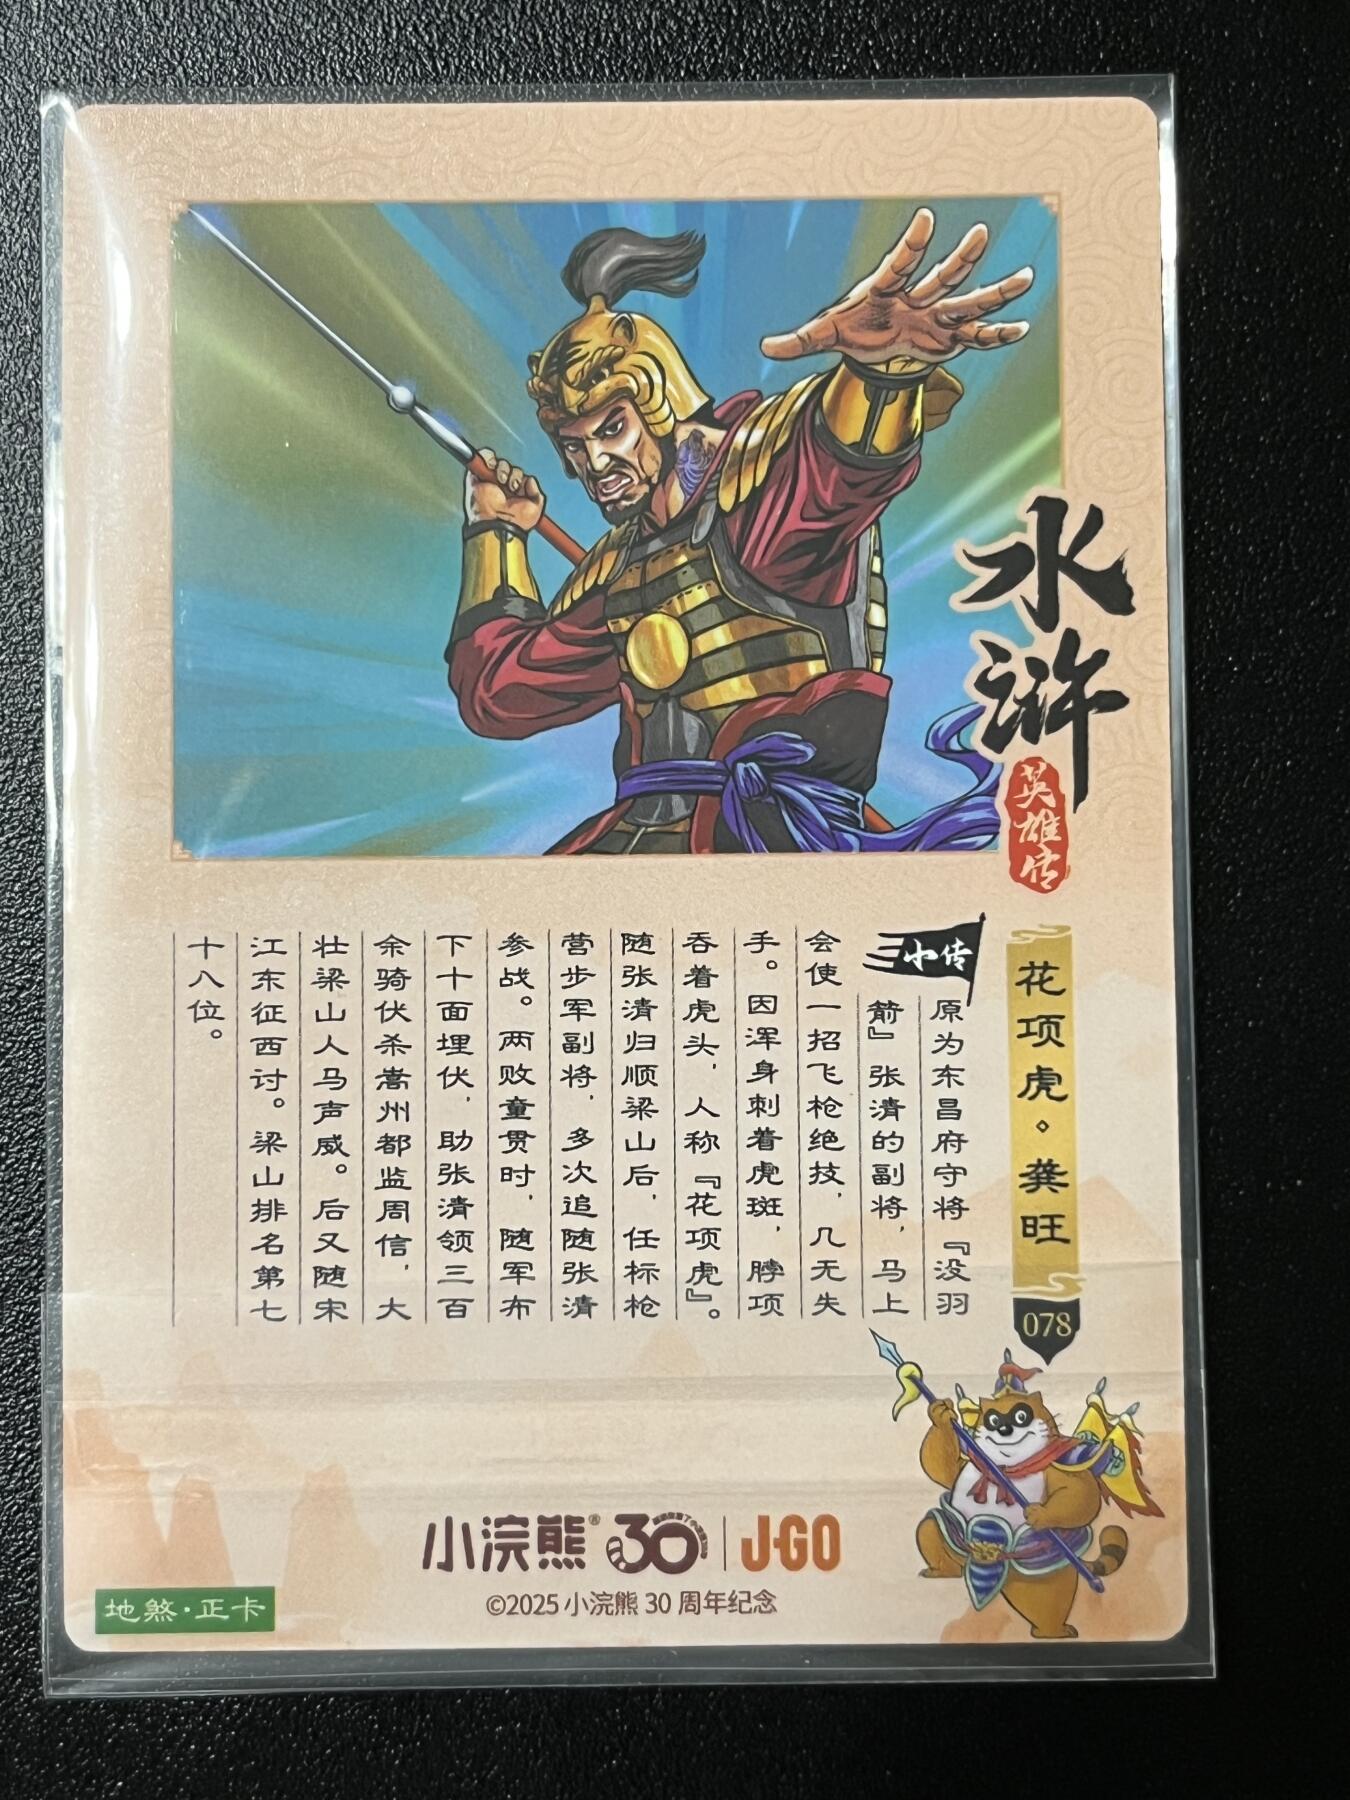 水浒
英雄传
花项虎·龚旺
078
小传
原为东昌府守将『没羽
箭』张清的副将，马上
会使一招飞枪绝技，几无失
手。因浑身刺着虎斑，脖项
吞着虎头，人称『花项虎』。
随张清归顺梁山后，任标枪
营步军副将，多次追随张清
参战。两败童贯时，随军布
下十面埋伏，助张清领三百
余骑伏杀嵩州都监周信，大
壮梁山人马声威。后又随宋
江东征西讨。梁山排名第七
十八位。
小浣熊® 30 | J·GO
©2025 小浣熊 30 周年纪念
地煞·正卡